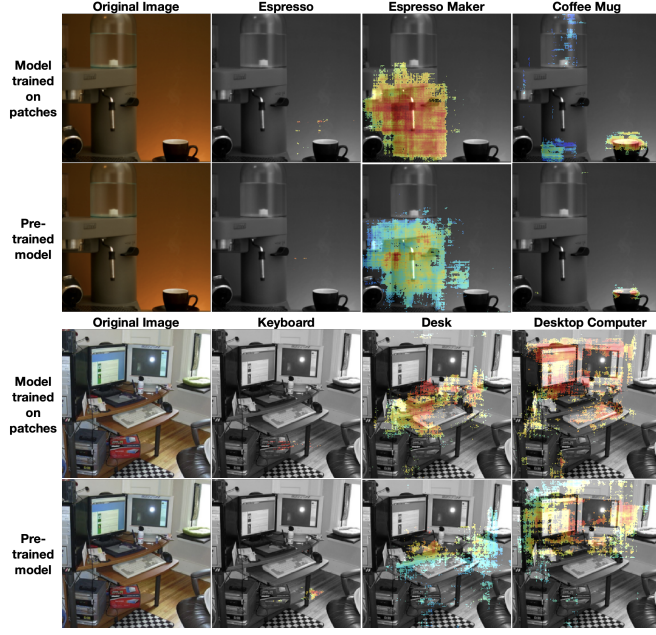 Original Image Espresso Espresso Maker Coffee Mug
Model
trained
on
patches
Pre-
trained
model
Original Image Keyboard Desk Desktop Computer
Model
trained
on
patches
Pre-
trained
model